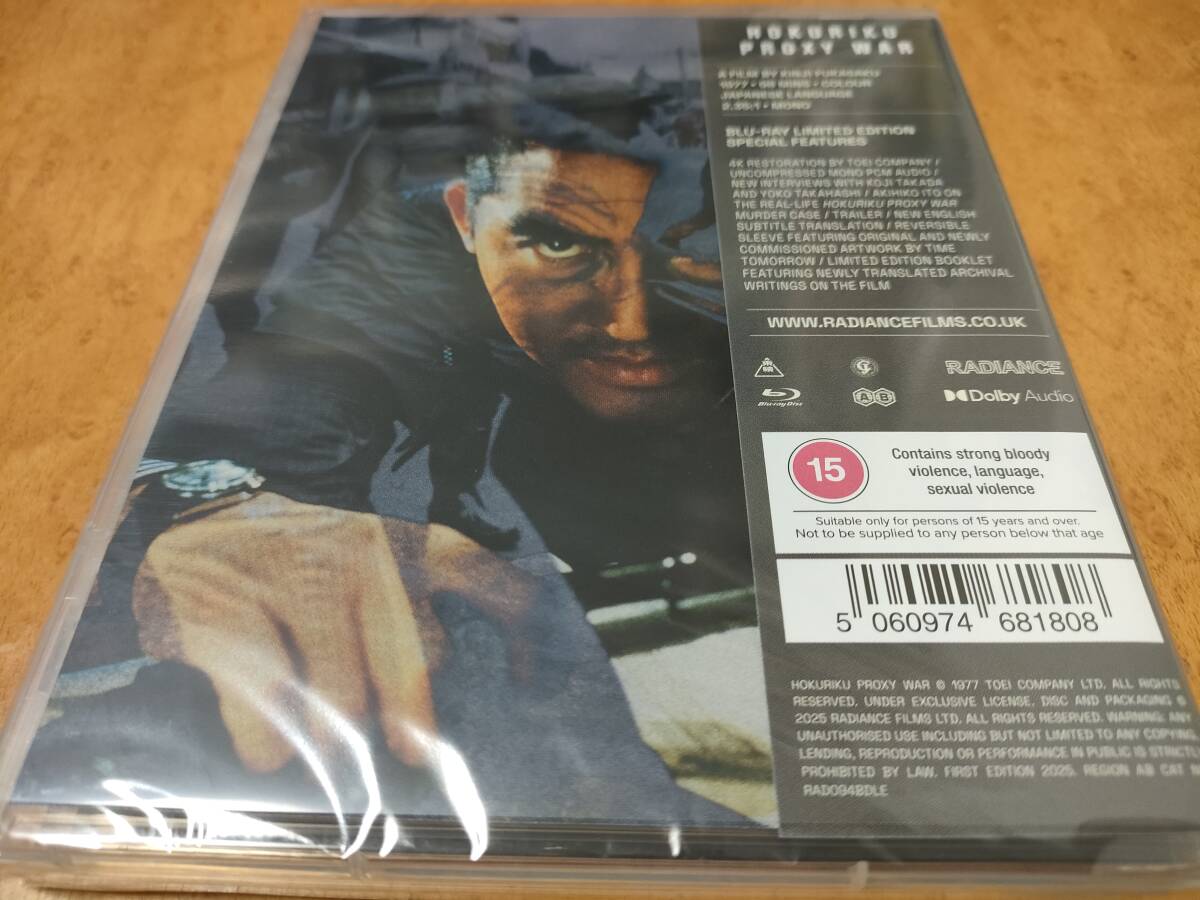 HOKURIKU
PROXY WAR
A FILM BY KINJI FUKASAKU
1977 • 98 MINS • COLOUR
JAPANESE LANGUAGE
2.35:1 • MONO
BLU-RAY LIMITED EDITION
SPECIAL FEATURES
4K RESTORATION BY TOEI COMPANY /
UNCOMPRESSED MONO PCM AUDIO /
NEW INTERVIEWS WITH KOJI TAKADA
AND YOKO TAKAHASHI / AKIHIKO ITO ON
THE REAL-LIFE HOKURIKU PROXY WAR
MURDER CASE / TRAILER / NEW ENGLISH
SUBTITLE TRANSLATION / REVERSIBLE
SLEEVE FEATURING ORIGINAL AND NEWLY
COMMISSIONED ARTWORK BY TIME
TOMORROW / LIMITED EDITION BOOKLET
FEATURING NEWLY TRANSLATED ARCHIVAL
WRITINGS ON THE FILM
WWW.RADIANCEFILMS.CO.UK
東映
RADIANCE
Blu-ray Disc
A B
Dolby Audio
15
Contains strong bloody
violence, language,
sexual violence
Suitable only for persons of 15 years and over.
Not to be supplied to any person below that age
5 060974 681808
HOKURIKU PROXY WAR © 1977 TOEI COMPANY LTD. ALL RIGHTS
RESERVED. UNDER EXCLUSIVE LICENSE. DISC AND PACKAGING ©
2025 RADIANCE FILMS LTD. ALL RIGHTS RESERVED. WARNING: ANY
UNAUTHORISED USE INCLUDING BUT NOT LIMITED TO ANY COPYING,
LENDING, REPRODUCTION OR PERFORMANCE IN PUBLIC IS STRICTLY
PROHIBITED BY LAW. FIRST EDITION 2025. REGION AB CAT
RAD094BDLE